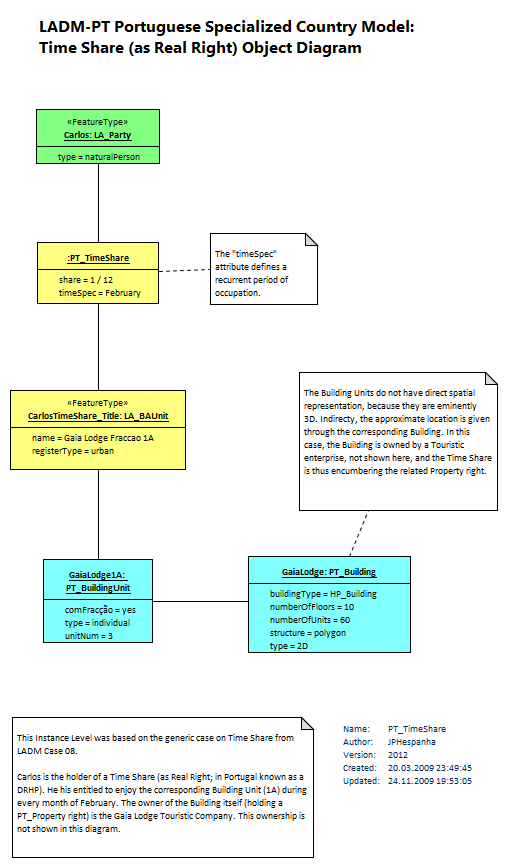 LADM-PT Portuguese Specialized Country Model:
Time Share (as Real Right) Object Diagram
«FeatureType»
Carlos: LA_Party
type = naturalPerson
:PT_TimeShare
share = 1 / 12
timeSpec = February
The "timeSpec"
attribute defines a
recurrent period of
occupation.
«FeatureType»
CarlosTimeShare_Title: LA_BAUnit
name = Gaia Lodge Fraccao 1A
registerType = urban
The Building Units do not have direct spatial
representation, because they are eminently
3D. Indirecty, the approximate location is given
through the corresponding Building. In this
case, the Building is owned by a Touristic
enterprise, not shown here, and the Time Share
is thus encumbering the related Property right.
GaiaLodge1A:
PT_BuildingUnit
comFracção = yes
type = individual
unitNum = 3
GaiaLodge: PT_Building
buildingType = HP_Building
numberOfFloors = 10
numberOfUnits = 60
structure = polygon
type = 2D
This Instance Level was based on the generic case on Time Share from
LADM Case 08.
Carlos is the holder of a Time Share (as Real Right; in Portugal known as a
DRHP). He his entitled to enjoy the corresponding Building Unit (1A) during
every month of February. The owner of the Building itself (holding a
PT_Property right) is the Gaia Lodge Touristic Company. This ownership is
not shown in this diagram.
Name: PT_TimeShare
Author: JPHespanha
Version: 2012
Created: 20.03.2009 23:49:45
Updated: 24.11.2009 19:53:05